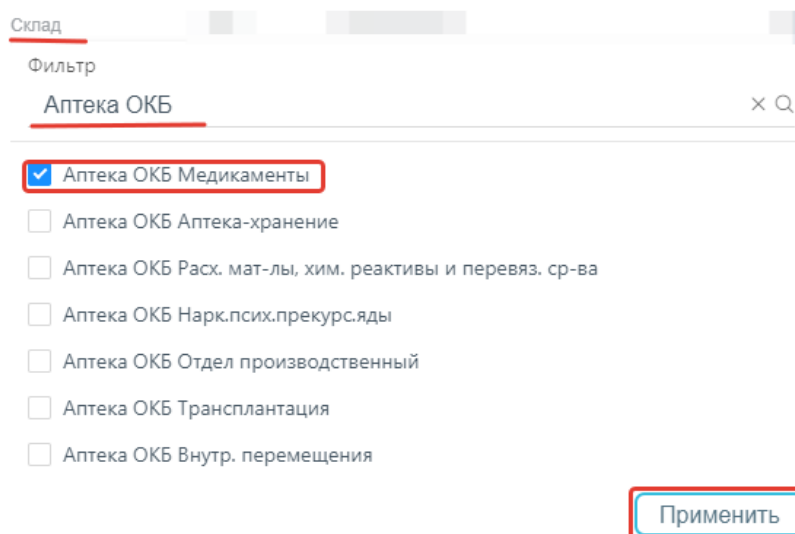 Склад
Фильтр
Аптека ОКБ
Аптека ОКБ Медикаменты
Аптека ОКБ Аптека-хранение
Аптека ОКБ Расх. мат-лы, хим. реактивы и перевяз. ср-ва
Аптека ОКБ Нарк.псих.прекурс.яды
Аптека ОКБ Отдел производственный
Аптека ОКБ Трансплантация
Аптека ОКБ Внутр. перемещения
Применить